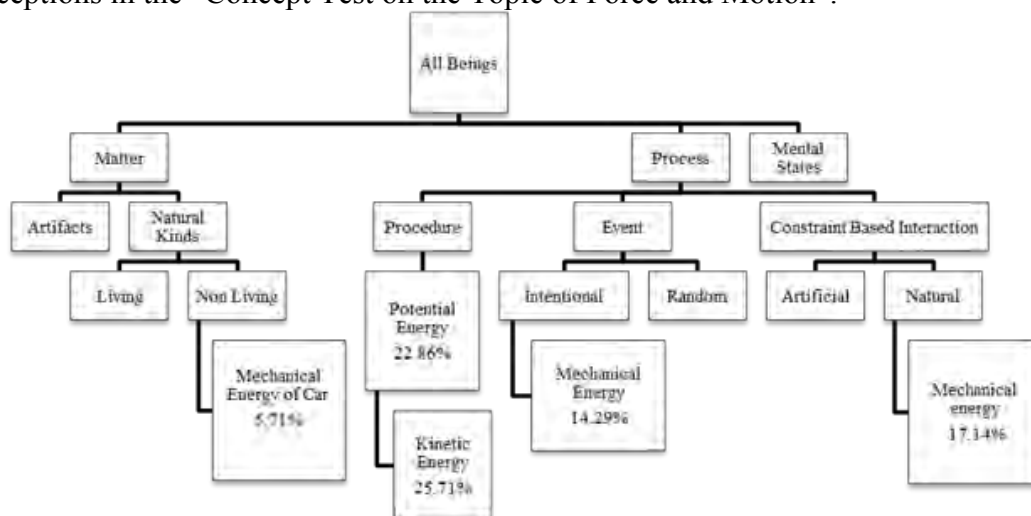 ceptions in the "Concept Test on the Topic of Force and Motion".
All Beings
Matter
Process
Mental
States
Artifacts
Natural
Kinds
Procedure
Event
Constraint Based Interaction
Living
Non Living
Potential
Energy
22.86%
Intentional
Random
Artificial
Natural
Mechanical
Energy of Car
5.71%
Kinetic
Energy
25.71%
Mechanical
Energy
14.29%
Mechanical
energy
17.14%